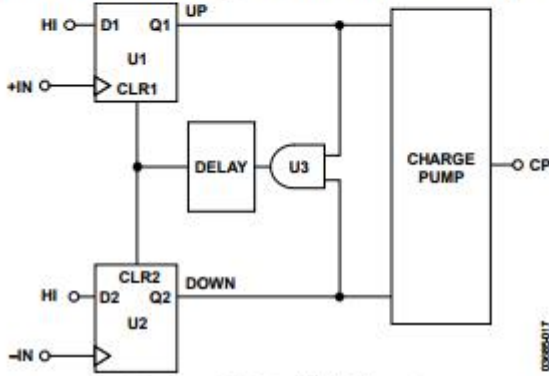 UP
HI D1 Q1
U1
+IN CLR1
DELAY U3 CHARGE PUMP CP
CLR2
HI D2 Q2 DOWN
U2
–IN